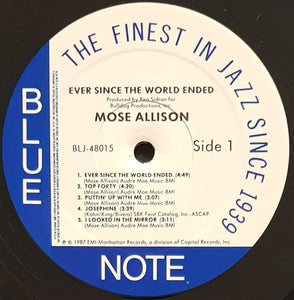 THE FINEST IN JAZZ SINCE 1939
BLUE
NOTE
EVER SINCE THE WORLD ENDED
Produced by Ben Sidran for
Bulldog Productions, Inc.
MOSE ALLISON
BLJ-48015
Side 1
1. EVER SINCE THE WORLD ENDED (4:49)
(Mose Allison) Audre Mae Music-BMI
2. TOP FORTY (4:20)
(Mose Allison) Audre Mae Music-BMI
3. PUTTIN' UP WITH ME (3:07)
(Mose Allison) Audre Mae Music-BMI
4. JOSEPHINE (3:39)
(Kahn/King/Bivens) SBK Feist Catalog, Inc.-ASCAP
5. I LOOKED IN THE MIRROR (3:11)
(Mose Allison) Audre Mae Music-BMI
℗ © 1987 EMI-Manhattan Records, a division of Capitol Records, Inc.